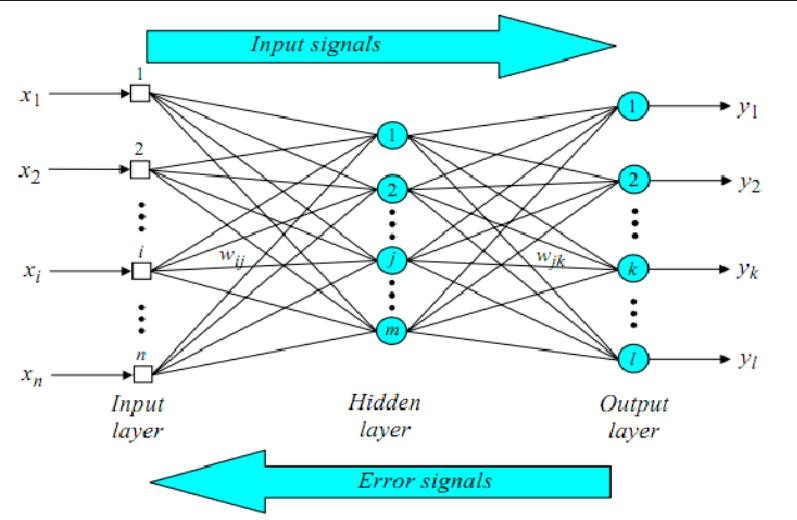 Input signals
1
x1
2
x2
i
xi
n
xn
wij
1
2
j
m
wjk
1
y1
2
y2
k
yk
l
yl
Input
layer
Hidden
layer
Output
layer
Error signals